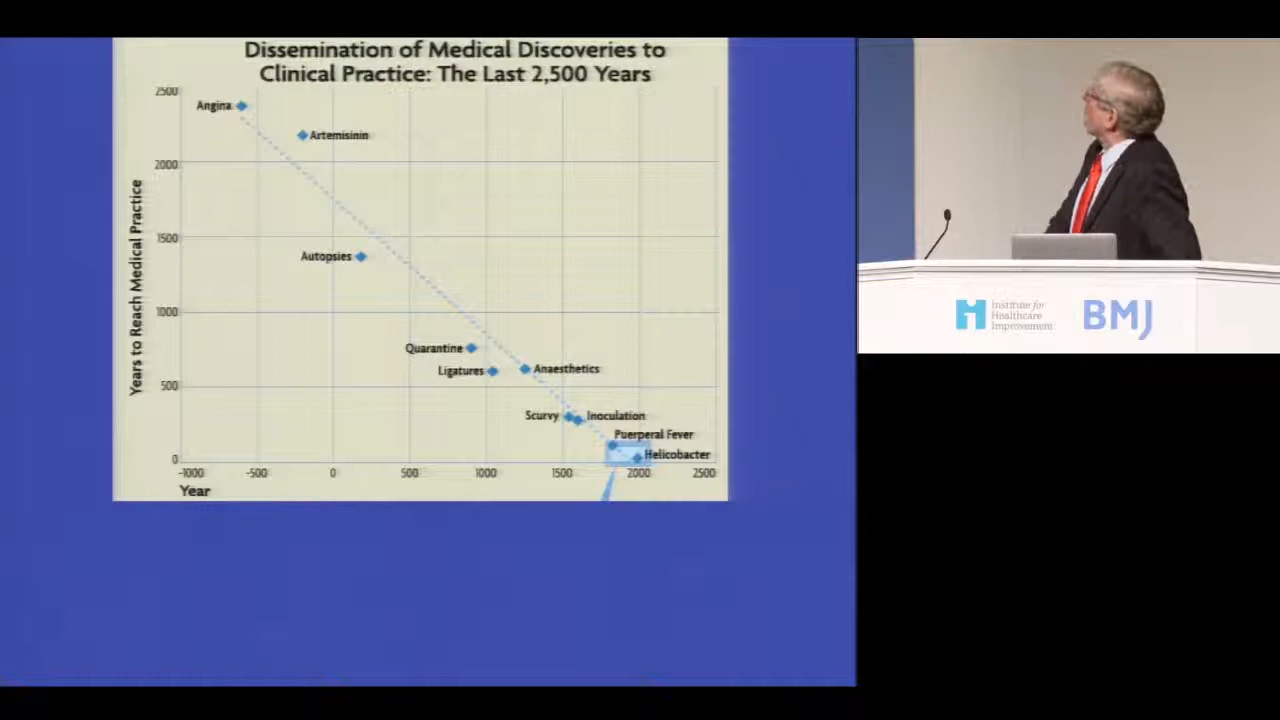 Dissemination of Medical Discoveries to
Clinical Practice: The Last 2,500 Years
Years to Reach Medical Practice
2500
2000
1500
1000
500
0
Angina
Artemisinin
Autopsies
Quarantine
Ligatures
Anaesthetics
Scurvy
Inoculation
Puerperal Fever
Helicobacter
-1000
-500
0
500
1000
1500
2000
2500
Year
Institute for
Healthcare
Improvement
BMJ